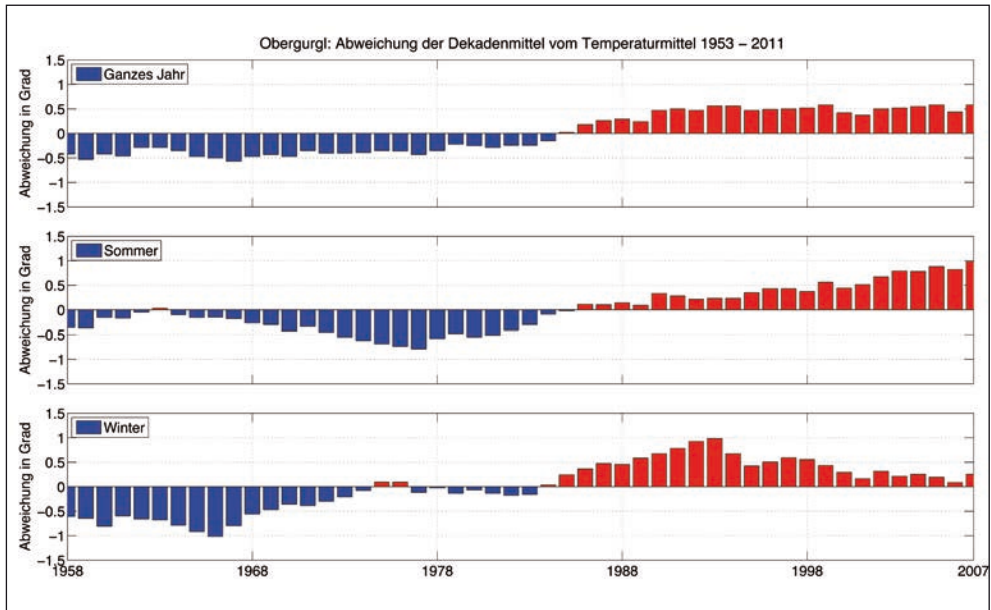 Obergurgl: Abweichung der Dekadenmittel vom Temperaturmittel 1953 – 2011
Abweichung in Grad
1.5
1
0.5
0
−0.5
−1
−1.5
Ganzes Jahr
Abweichung in Grad
1.5
1
0.5
0
−0.5
−1
−1.5
Sommer
Abweichung in Grad
1.5
1
0.5
0
−0.5
−1
−1.5
Winter
1958 1968 1978 1988 1998 2007